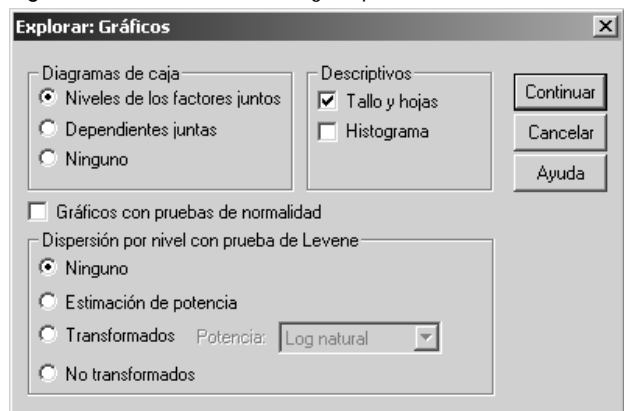 Explorar: Gráficos
Diagramas de caja
Niveles de los factores juntos
Dependientes juntas
Ninguno
Descriptivos
Tallo y hojas
Histograma
Continuar
Cancelar
Ayuda
Gráficos con pruebas de normalidad
Dispersión por nivel con prueba de Levene
Ninguno
Estimación de potencia
Transformados Potencia: Log natural
No transformados